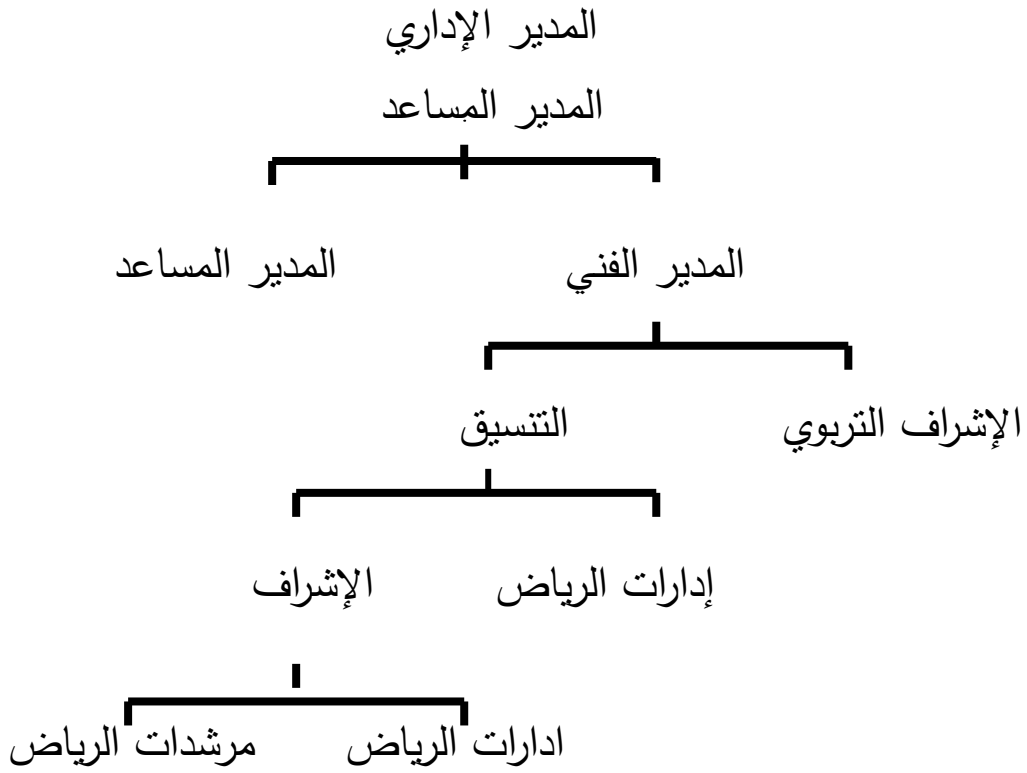 المدير الإداري
المدير المساعد
المدير الفني
المدير المساعد
الإشراف التربوي
التنسيق
إدارات الرياض
الإشراف
ادارات الرياض
مرشدات الرياض